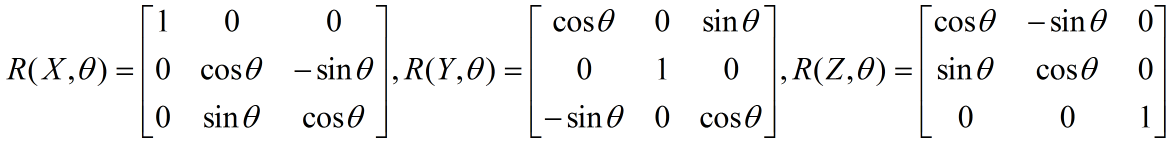 R(X,θ) = [1 0 0; 0 cosθ −sinθ; 0 sinθ cosθ], R(Y,θ) = [cosθ 0 sinθ; 0 1 0; −sinθ 0 cosθ], R(Z,θ) = [cosθ −sinθ 0; sinθ cosθ 0; 0 0 1]